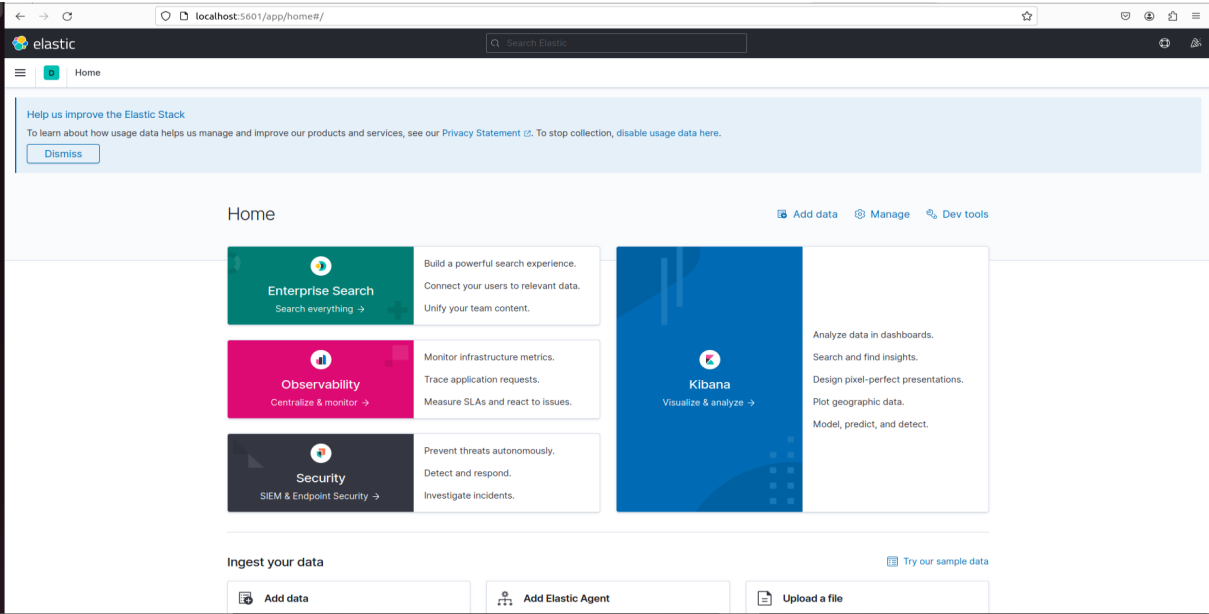 localhost:5601/app/home#/
elastic
Search Elastic
D
Home
Help us improve the Elastic Stack
To learn about how usage data helps us manage and improve our products and services, see our Privacy Statement. To stop collection, disable usage data here.
Dismiss
Home
Add data
Manage
Dev tools
Enterprise Search
Search everything →
Build a powerful search experience.
Connect your users to relevant data.
Unify your team content.
Observability
Centralize & monitor →
Monitor infrastructure metrics.
Trace application requests.
Measure SLAs and react to issues.
Security
SIEM & Endpoint Security →
Prevent threats autonomously.
Detect and respond.
Investigate incidents.
Kibana
Visualize & analyze →
Analyze data in dashboards.
Search and find insights.
Design pixel-perfect presentations.
Plot geographic data.
Model, predict, and detect.
Ingest your data
Try our sample data
Add data
Add Elastic Agent
Upload a file